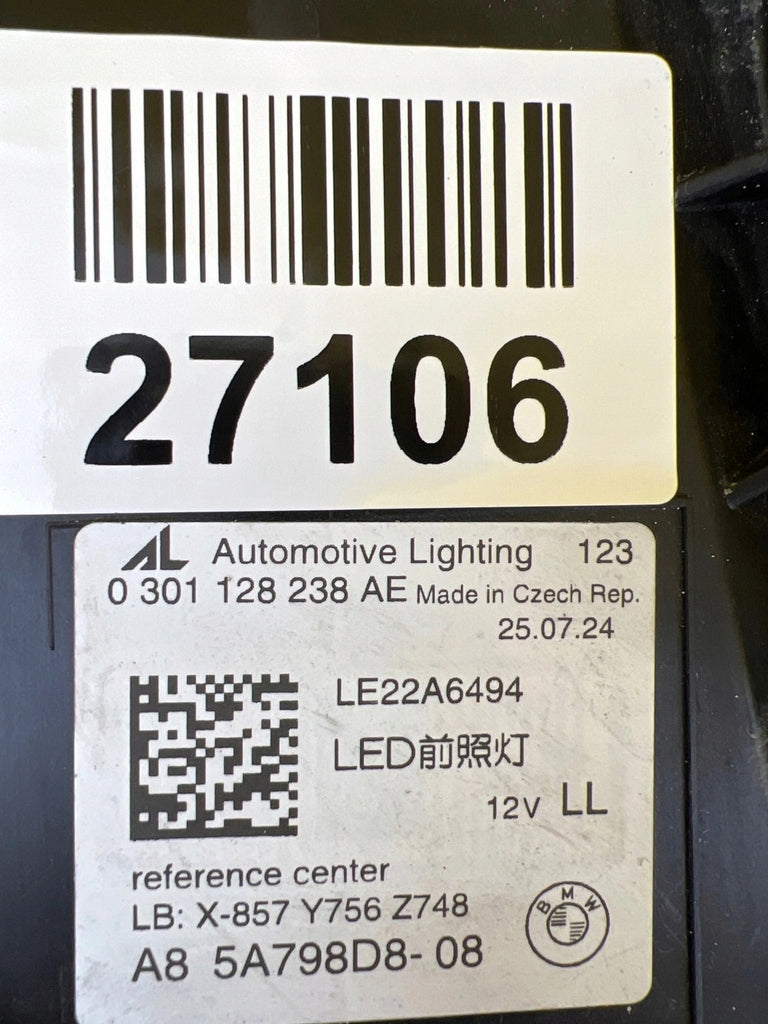 27106
AL Automotive Lighting 123
0 301 128 238 AE Made in Czech Rep.
25.07.24
LE22A6494
LED前照灯
12V LL
reference center
LB: X-857 Y756 Z748
BMW
A8 5A798D8- 08